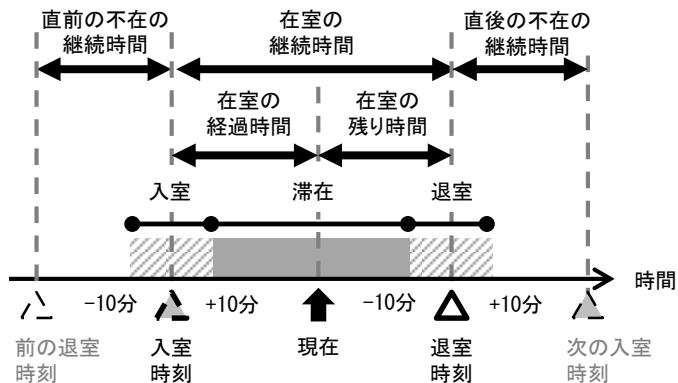 直前の不在の
継続時間
在室の
継続時間
直後の不在の
継続時間
在室の
経過時間
在室の
残り時間
入室
滞在
退室
時間
-10分
+10分
-10分
+10分
前の退室
時刻
入室
時刻
現在
退室
時刻
次の入室
時刻